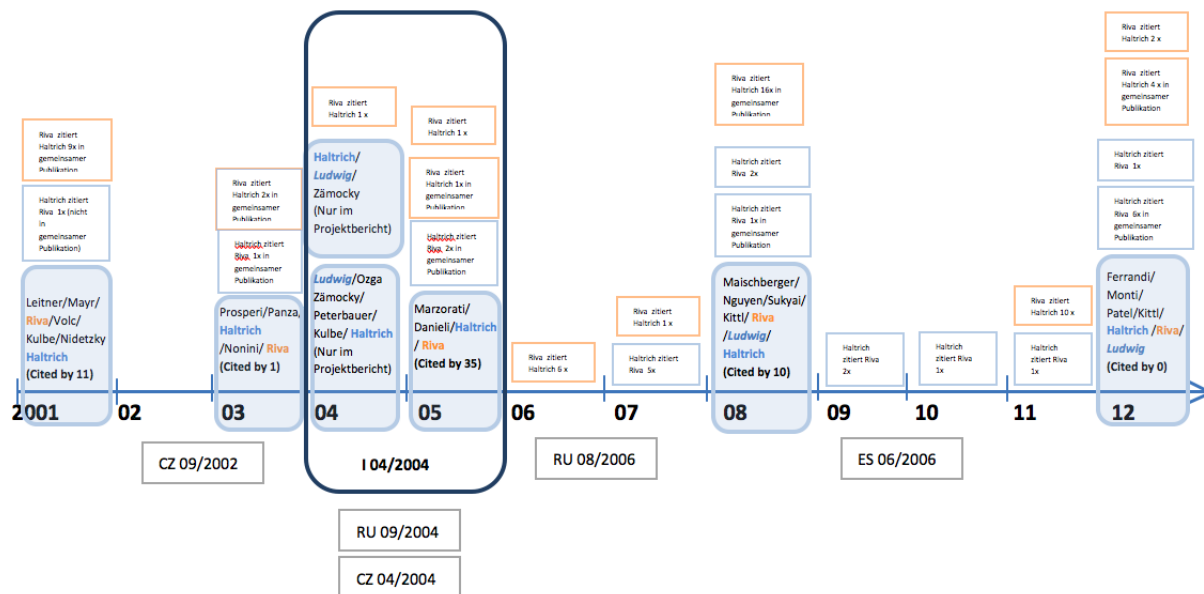 Riva zitiert
Haltrich 9x in
gemeinsamer
Publikation
Haltrich zitiert
Riva 1x (nicht
in
gemeinsamer
Publikation)
Leitner/Mayr/
Riva/Volc/
Kulbe/Nidetzky
Haltrich
(Cited by 11)
Riva zitiert
Haltrich 2x in
gemeinsamer
Publikation
Haltrich zitiert
Riva 1x in
gemeinsamer
Publikation
Prosperi/Panza,
Haltrich
/Nonini/ Riva
(Cited by 1)
Riva zitiert
Haltrich 1 x
Haltrich/
Ludwig/
Zämocky
(Nur im
Projektbericht)
Ludwig/Ozga
Zämocky/
Peterbauer/
Kulbe/ Haltrich
(Nur im
Projektbericht)
Riva zitiert
Haltrich 1 x
Riva zitiert
Haltrich 1x in
gemeinsamer
Publikation
Haltrich zitiert
Riva 2x in
gemeinsamer
Publikation
Marzorati/
Danieli/Haltrich
/ Riva
(Cited by 35)
Riva zitiert
Haltrich 6 x
Riva zitiert
Haltrich 1 x
Haltrich zitiert
Riva 5x
Riva zitiert
Haltrich 16x in
gemeinsamer
Publikation
Haltrich zitiert
Riva 2x
Haltrich zitiert
Riva 1x in
gemeinsamer
Publikation
Maischberger/
Nguyen/Sukyai/
Kittl/ Riva
/Ludwig/
Haltrich
(Cited by 10)
Haltrich
zitiert Riva
2x
Haltrich
zitiert Riva
1x
Riva zitiert
Haltrich 10 x
Haltrich
zitiert Riva
1x
Riva zitiert
Haltrich 2 x
Riva zitiert
Haltrich 4 x in
gemeinsamer
Publikation
Haltrich zitiert
Riva 1x
Haltrich zitiert
Riva 6x in
gemeinsamer
Publikation
Ferrandi/
Monti/
Patel/Kittl/
Haltrich /Riva/
Ludwig
(Cited by 0)
2001 02 03 04 05 06 07 08 09 10 11 12
CZ 09/2002
I 04/2004
RU 08/2006
ES 06/2006
RU 09/2004
CZ 04/2004